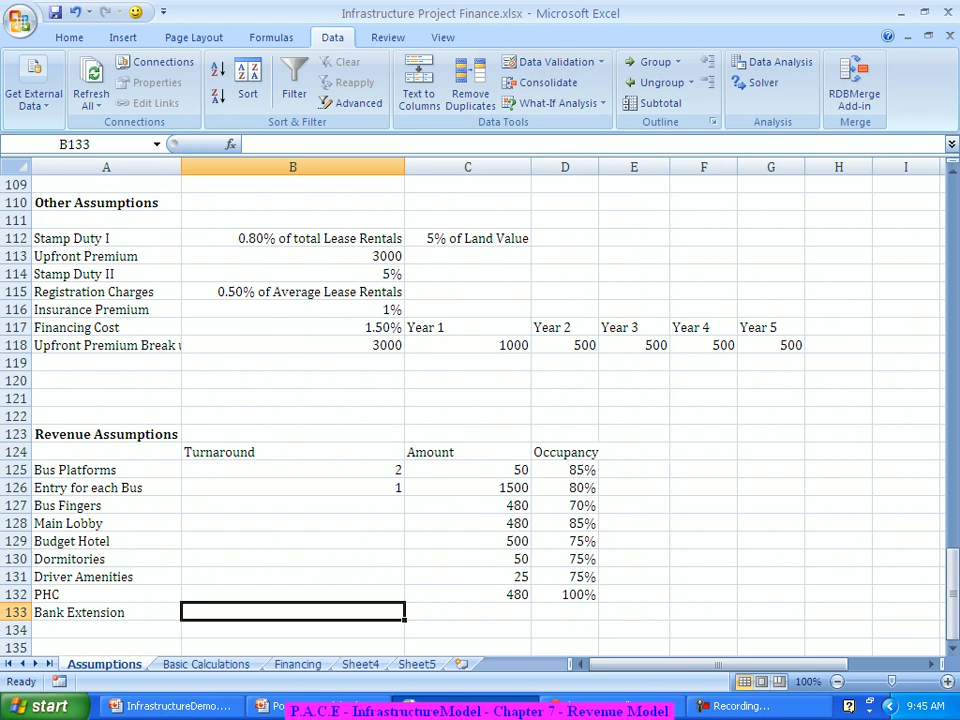 Infrastructure Project Finance.xlsx - Microsoft Excel
Home Insert Page Layout Formulas Data Review View
Get External Data
Refresh All
Connections
Properties
Edit Links
Connections
Sort
Filter
Clear
Reapply
Advanced
Sort & Filter
Text to Columns
Remove Duplicates
Data Validation
Consolidate
What-If Analysis
Data Tools
Group
Ungroup
Subtotal
Outline
Data Analysis
Solver
Analysis
RDBMerge Add-in
Merge
B133 fx
A B C D E F G H I
109
110 Other Assumptions
111
112 Stamp Duty I 0.80% of total Lease Rentals 5% of Land Value
113 Upfront Premium 3000
114 Stamp Duty II 5%
115 Registration Charges 0.50% of Average Lease Rentals
116 Insurance Premium 1%
117 Financing Cost 1.50% Year 1 Year 2 Year 3 Year 4 Year 5
118 Upfront Premium Break 3000 1000 500 500 500 500
119
120
121
122
123 Revenue Assumptions
124 Turnaround Amount Occupancy
125 Bus Platforms 2 50 85%
126 Entry for each Bus 1 1500 80%
127 Bus Fingers 480 70%
128 Main Lobby 480 85%
129 Budget Hotel 500 75%
130 Dormitories 50 75%
131 Driver Amenities 25 75%
132 PHC 480 100%
133 Bank Extension
134
135
Assumptions Basic Calculations Financing Sheet4 Sheet5
Ready 100%
start InfrastructureDemo.... Recording... 9:45 AM
P.A.C.E - InfrastructureModel - Chapter 7 - Revenue Model